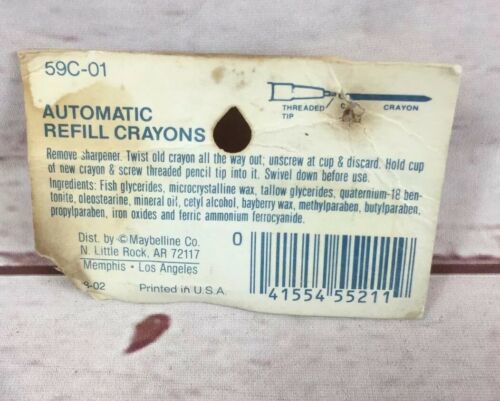 59C-01
THREADED
TIP
C
CRAYON
AUTOMATIC
REFILL CRAYONS
Remove sharpener. Twist old crayon all the way out; unscrew at cup & discard. Hold cup
of new crayon & screw threaded pencil tip into it. Swivel down before use.
Ingredients: Fish glycerides, microcrystalline wax, tallow glycerides, quaternium-18 ben-
tonite, oleostearine, mineral oil, cetyl alcohol, bayberry wax, methylparaben, butylparaben,
propylparaben, iron oxides and ferric ammonium ferrocyanide.
Dist. by ©Maybelline Co.
N. Little Rock, AR 72117
Memphis • Los Angeles
-02 Printed in U.S.A.
0 41554 55211